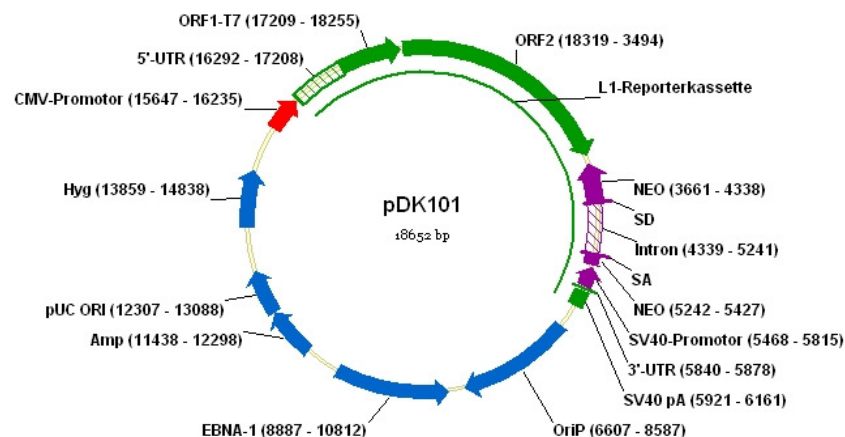 ORF1-T7 (17209 - 18255)
5'-UTR (16292 - 17208)
CMV-Promotor (15647 - 16235)
Hyg (13859 - 14838)
pUC ORI (12307 - 13088)
Amp (11438 - 12298)
EBNA-1 (8887 - 10812)
pDK101
18652 bp
ORF2 (18319 - 3494)
L1-Reporterkassette
NEO (3661 - 4338)
SD
Intron (4339 - 5241)
SA
NEO (5242 - 5427)
SV40-Promotor (5468 - 5815)
3'-UTR (5840 - 5878)
SV40 pA (5921 - 6161)
OriP (6607 - 8587)